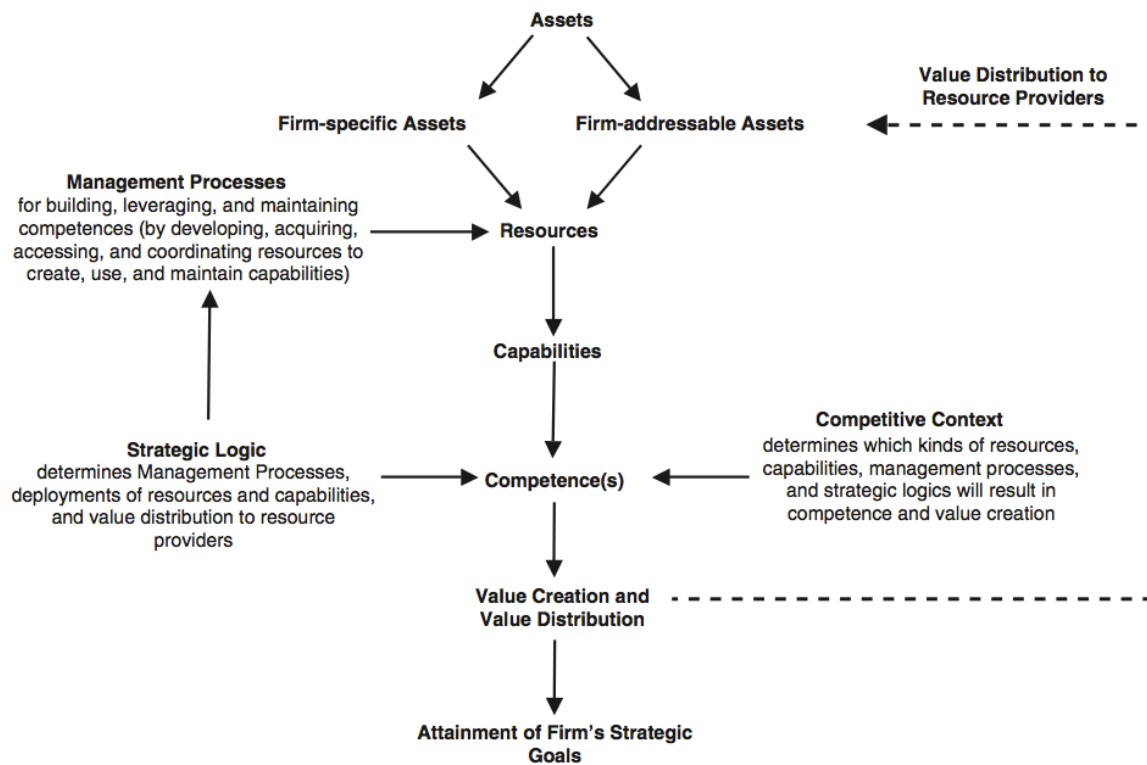 Assets
Value Distribution to
Resource Providers
Firm-specific Assets
Firm-addressable Assets
Management Processes
for building, leveraging, and maintaining
competences (by developing, acquiring,
accessing, and coordinating resources to
create, use, and maintain capabilities)
Resources
Capabilities
Strategic Logic
determines Management Processes,
deployments of resources and capabilities,
and value distribution to resource
providers
Competence(s)
Competitive Context
determines which kinds of resources,
capabilities, management processes,
and strategic logics will result in
competence and value creation
Value Creation and
Value Distribution
Attainment of Firm's Strategic
Goals